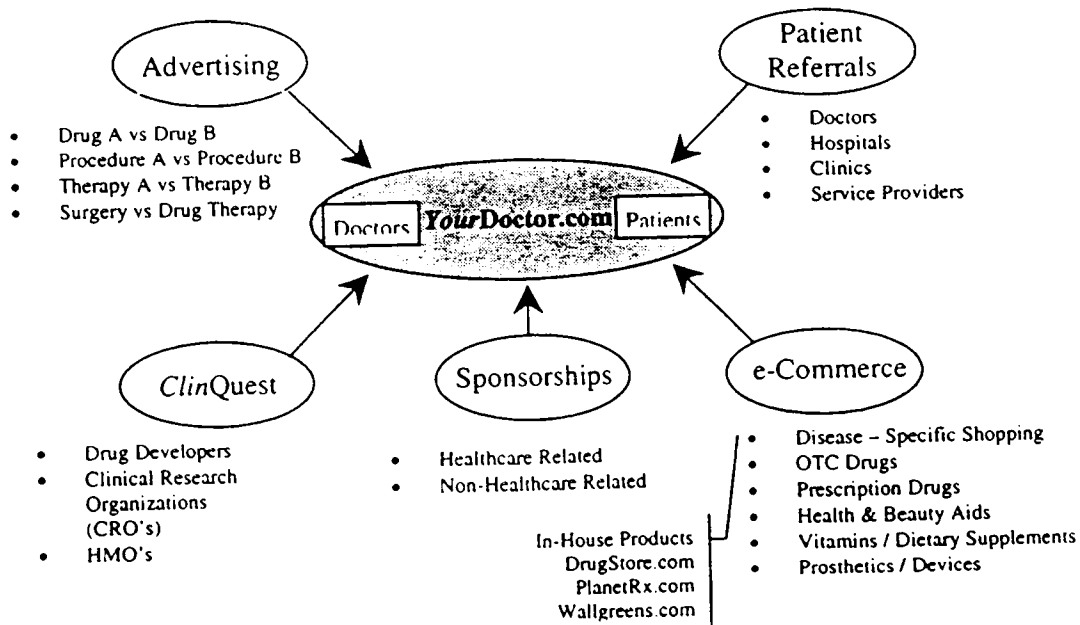 Advertising
• Drug A vs Drug B
• Procedure A vs Procedure B
• Therapy A vs Therapy B
• Surgery vs Drug Therapy
Patient
Referrals
• Doctors
• Hospitals
• Clinics
• Service Providers
Doctors
YourDoctor.com
Patients
ClinQuest
• Drug Developers
• Clinical Research
Organizations
(CRO's)
• HMO's
Sponsorships
• Healthcare Related
• Non-Healthcare Related
e-Commerce
• Disease – Specific Shopping
• OTC Drugs
• Prescription Drugs
• Health & Beauty Aids
• Vitamins / Dietary Supplements
• Prosthetics / Devices
In-House Products
DrugStore.com
PlanetRx.com
Wallgreens.com